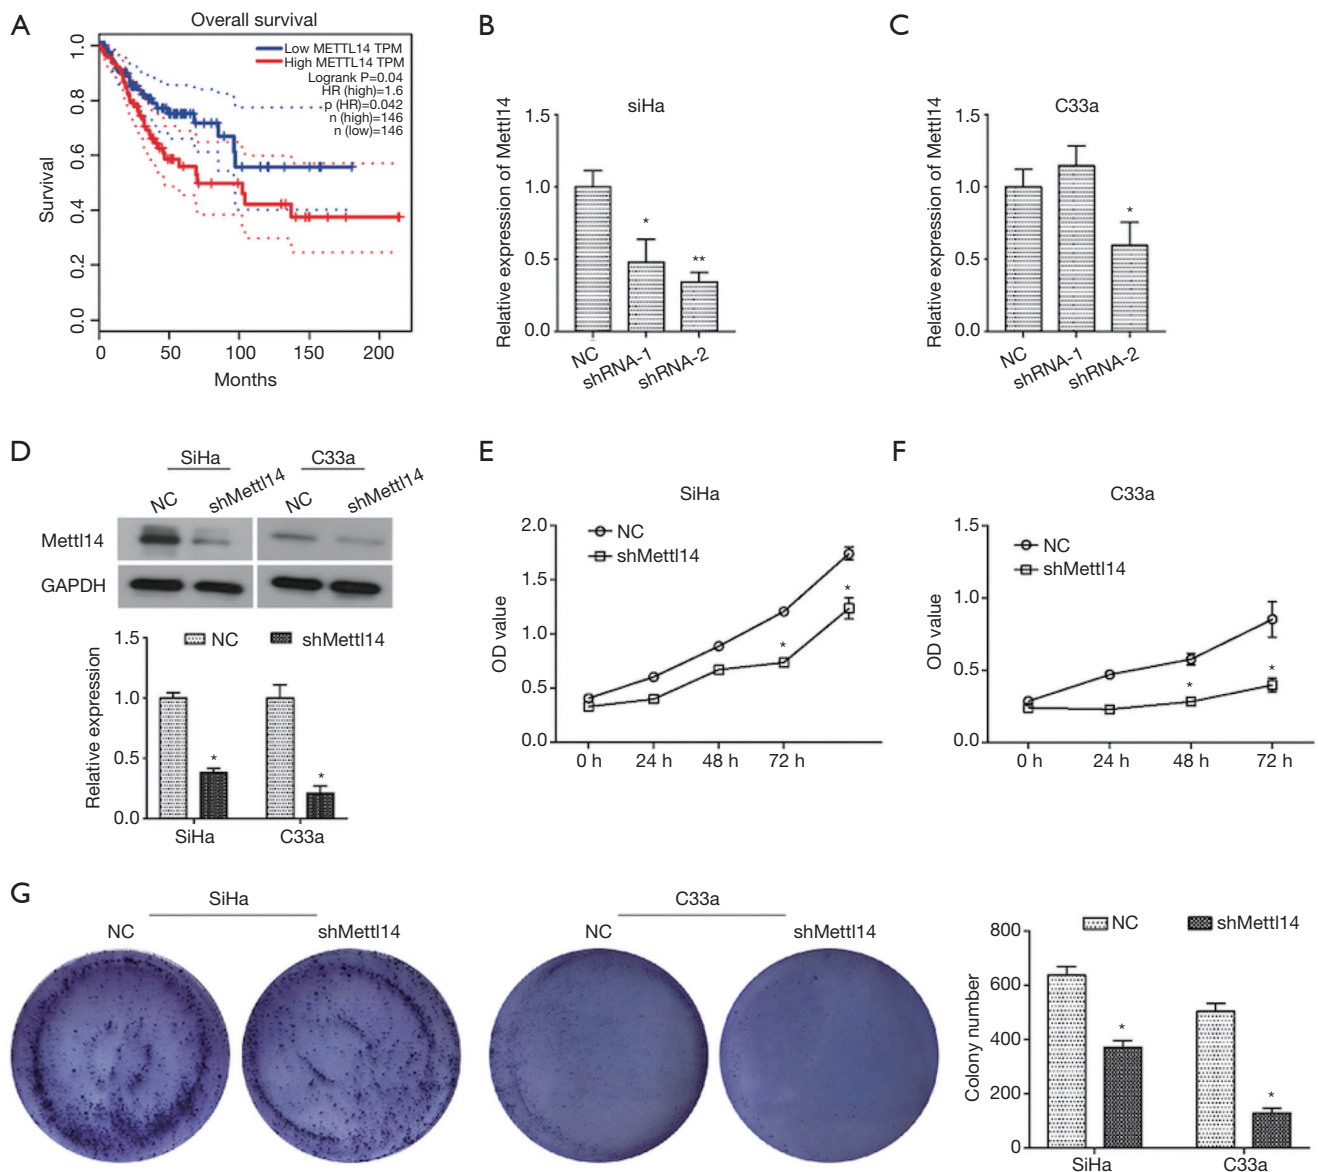 A
Overall survival
Low METTL14 TPM
High METTL14 TPM
Logrank P=0.04
HR (high)=1.6
p (HR)=0.042
n (high)=146
n (low)=146
Survival
1.0
0.8
0.6
0.4
0.2
0.0
0 50 100 150 200
Months
B
siHa
Relative expression of Mettl14
1.5
1.0
0.5
0.0
*
**
NC shRNA-1 shRNA-2
C
C33a
Relative expression of Mettl14
1.5
1.0
0.5
0.0
*
NC shRNA-1 shRNA-2
D
SiHa C33a
NC shMettl14 NC shMettl14
Mettl14
GAPDH
NC shMettl14
Relative expression
1.5
1.0
0.5
0.0
* *
SiHa C33a
E
SiHa
NC
shMettl14
OD value
2.0
1.5
1.0
0.5
0.0
* *
0 h 24 h 48 h 72 h
F
C33a
NC
shMettl14
OD value
1.5
1.0
0.5
0.0
* *
0 h 24 h 48 h 72 h
G
SiHa C33a
NC shMettl14 NC shMettl14
NC shMettl14
Colony number
800
600
400
200
0
* *
SiHa C33a